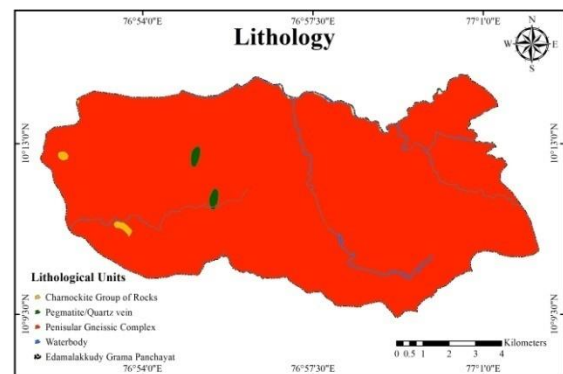 76°54'0"E 76°57'30"E 77°1'0"E
Lithology
N
W E
S
10°13'0"N 10°13'0"N
Lithological Units
Charnockite Group of Rocks
Pegmatite/Quartz vein
Penisular Gneissic Complex
Waterbody
Edamalakkudy Grama Panchayat
10°9'30"N 10°9'30"N
Kilometers
0 0.5 1 2 3 4
76°54'0"E 76°57'30"E 77°1'0"E